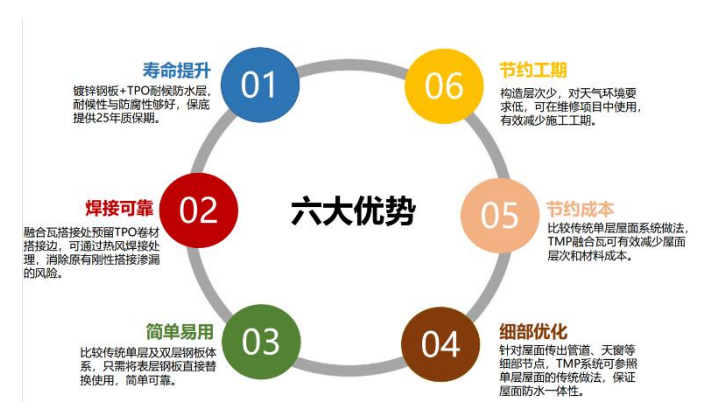 六大优势
01
寿命提升
镀锌钢板+TPO耐候防水层,
耐候性与防腐性够好，保底
提供25年质保期。
02
焊接可靠
融合瓦搭接处预留TPO卷材
搭接边，可通过热风焊接处
理，消除原有刚性搭接渗漏
的风险。
03
简单易用
比较传统单层及双层钢板体
系，只需将表层钢板直接替
换使用，简单可靠。
04
细部优化
针对屋面传出管道、天窗等
细部节点，TMP系统可参照
单层屋面的传统做法，保证
屋面防水一体性。
05
节约成本
比较传统单层屋面系统做法,
TMP融合瓦可有效减少屋面
层次和材料成本。
06
节约工期
构造层次少，对天气环境要
求低，可在维修项目中使用，
有效减少施工工期。